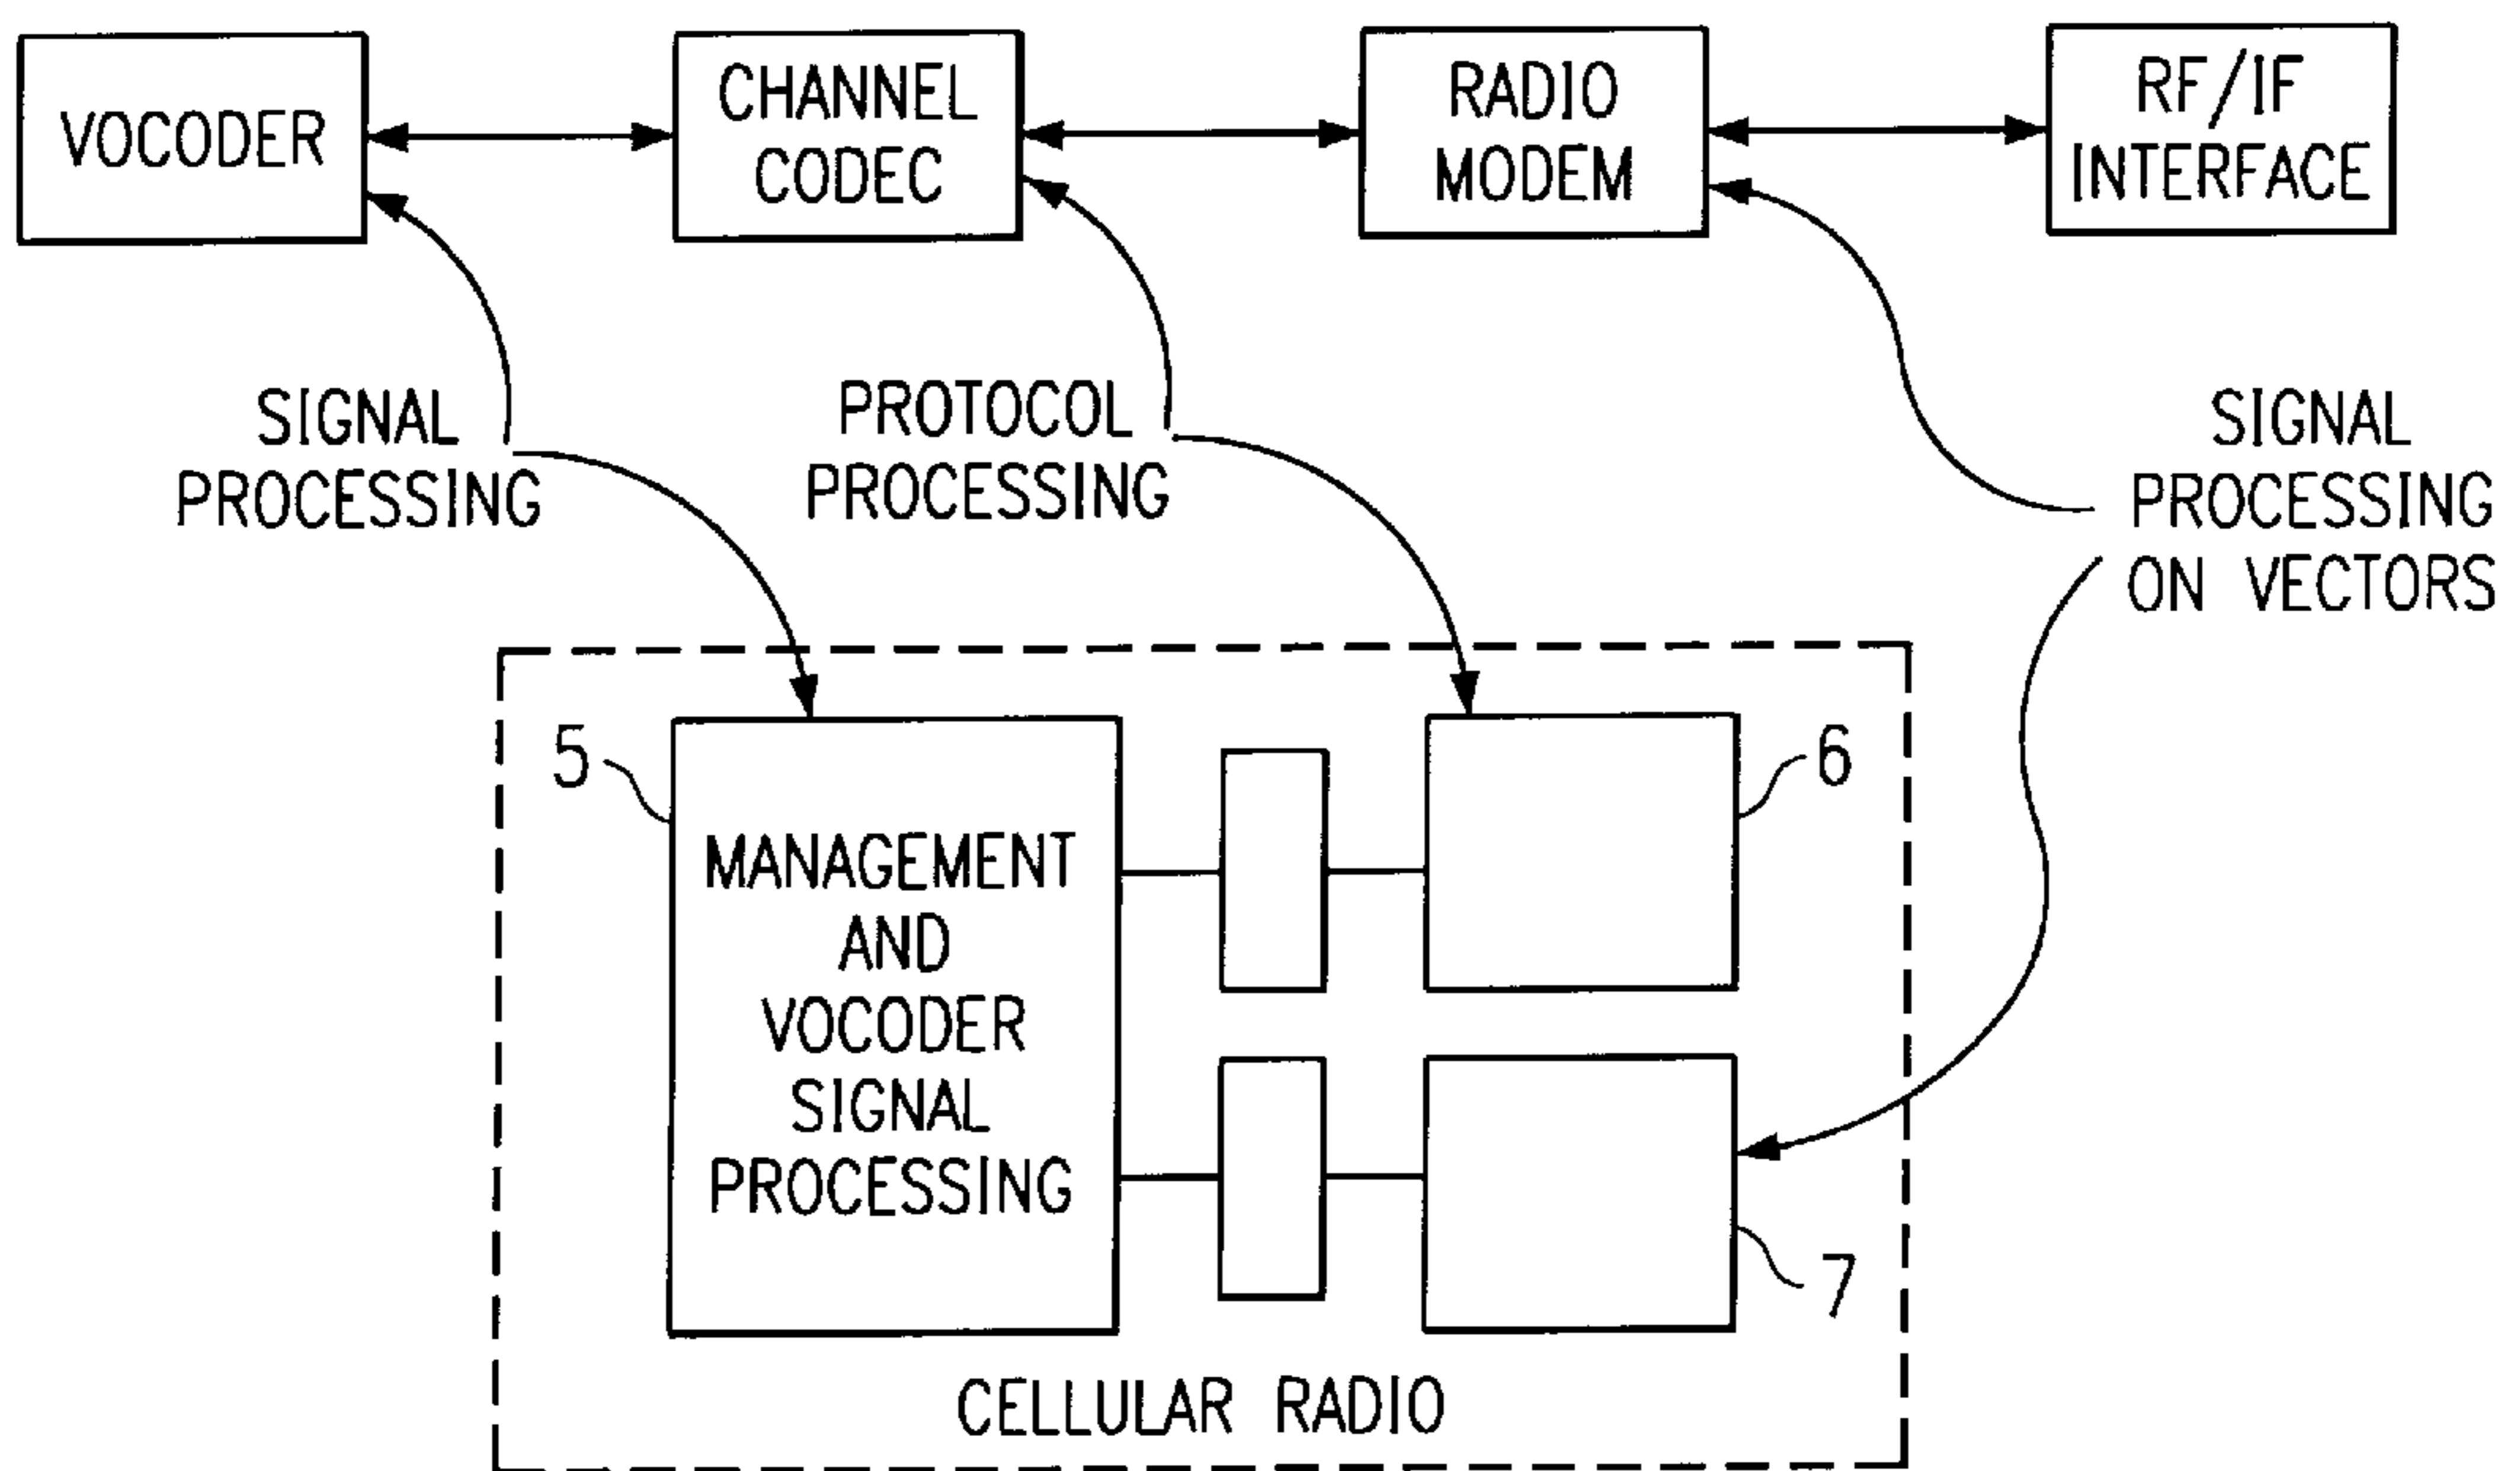 VOCODER
CHANNEL
CODEC
RADIO
MODEM
RF/IF
INTERFACE
SIGNAL
PROCESSING
PROTOCOL
PROCESSING
SIGNAL
PROCESSING
ON VECTORS
5
MANAGEMENT
AND
VOCODER
SIGNAL
PROCESSING
6
7
CELLULAR RADIO